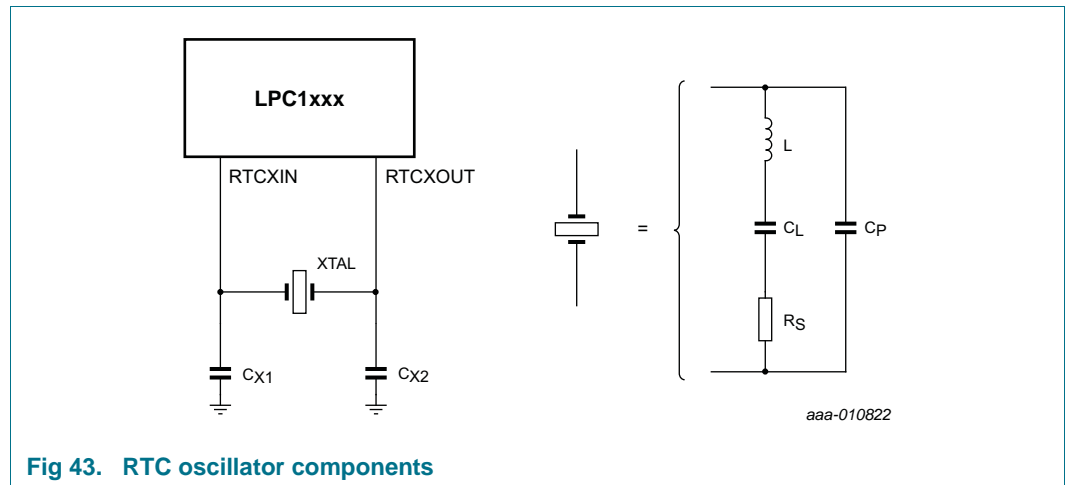 LPC1xxx
RTCXIN
RTCXOUT
XTAL
CX1
CX2
=
L
CL
CP
RS
aaa-010822
Fig 43. RTC oscillator components